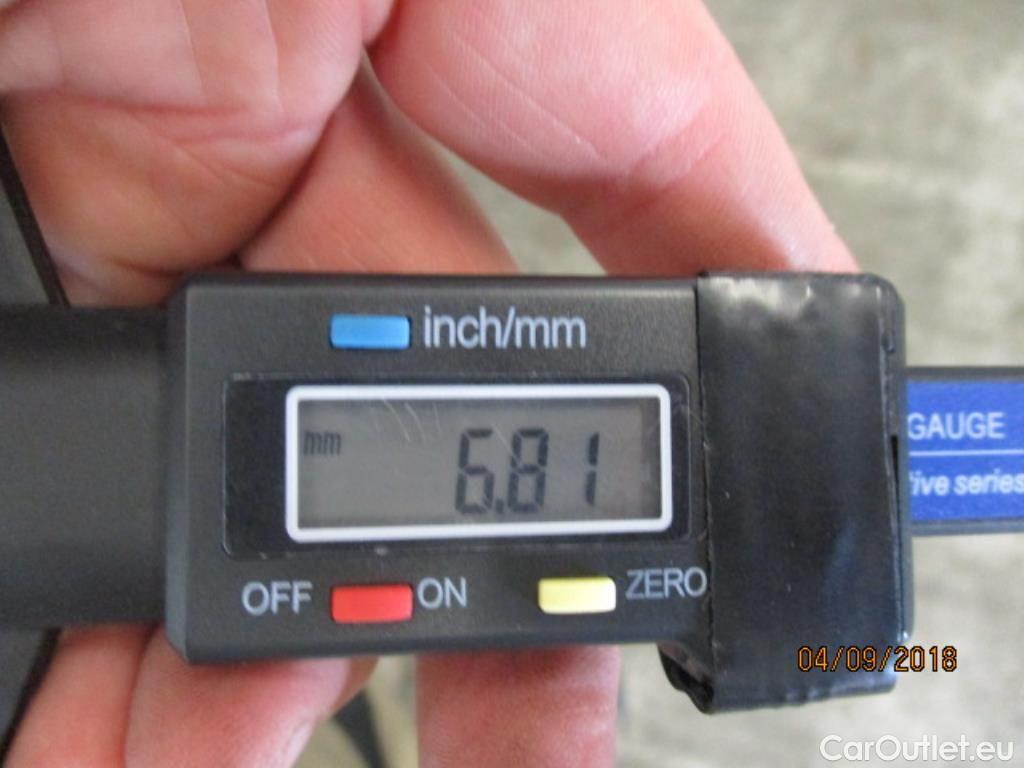 inch/mm
mm
6.81
OFF ON ZERO
GAUGE
tive series
04/09/2018
CarOutlet.eu